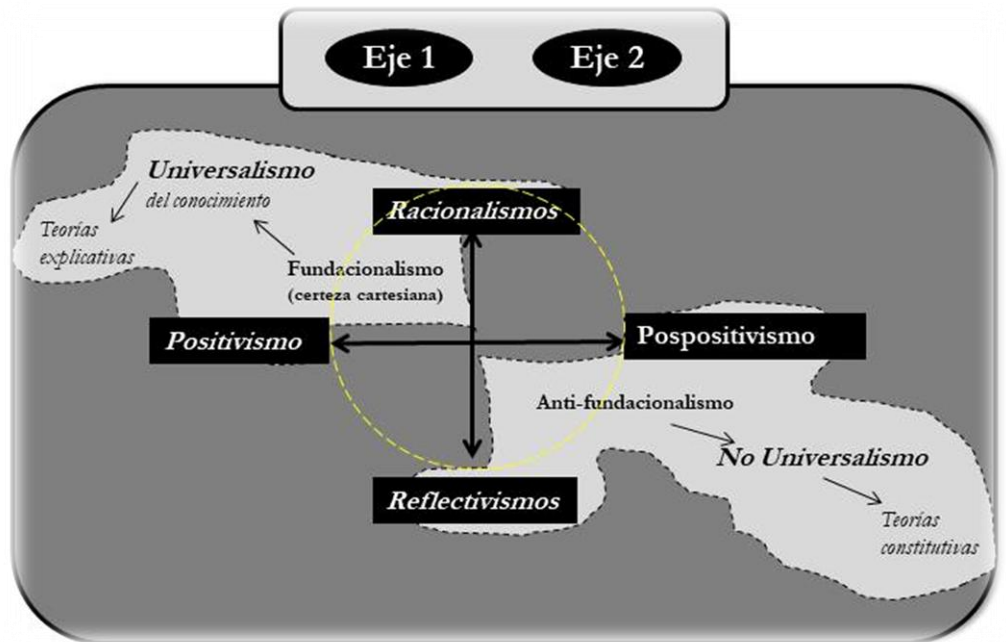 Eje 1
Eje 2
Universalismo
del conocimiento
Teorías
explicativas
Racionalismos
Fundacionalismo
(certeza cartesiana)
Positivismo
Pospositivismo
Anti-fundacionalismo
No Universalismo
Reflectivismos
Teorías
constitutivas